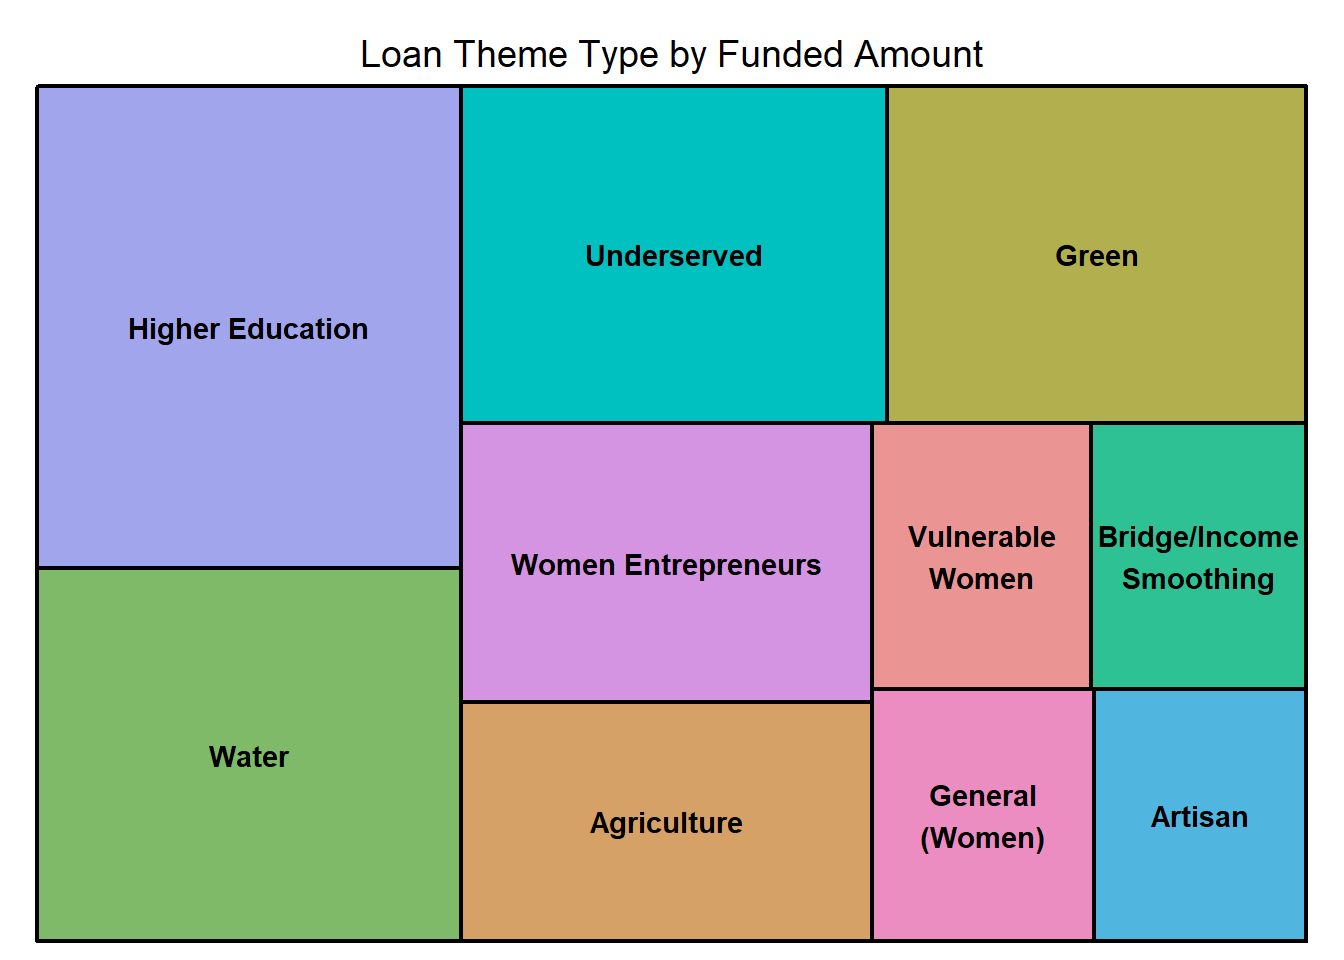 Loan Theme Type by Funded Amount
Higher Education
Underserved
Green
Women Entrepreneurs
Vulnerable
Women
Bridge/Income
Smoothing
Water
Agriculture
General
(Women)
Artisan